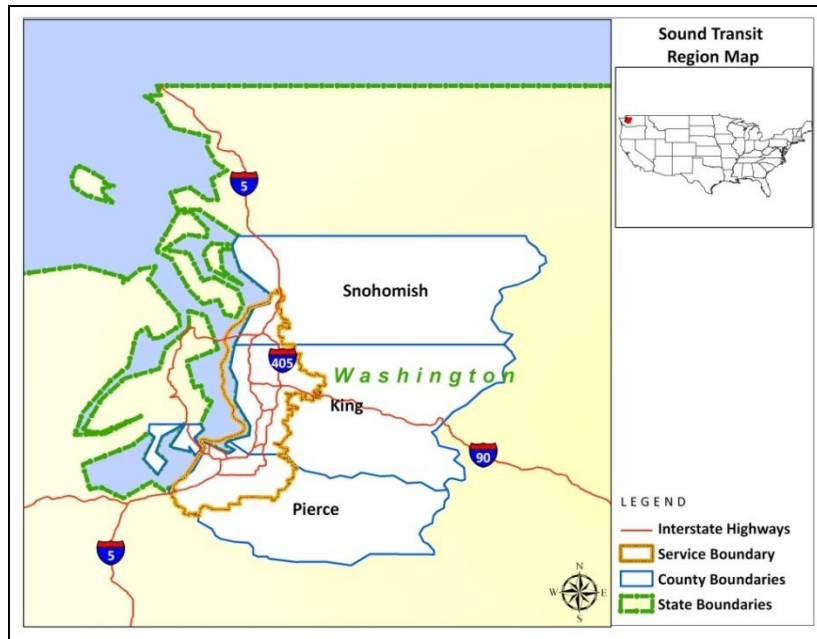 Sound Transit
Region Map
5
Snohomish
405
Washington
King
90
Pierce
5
LEGEND
Interstate Highways
Service Boundary
County Boundaries
State Boundaries
N
W
E
S